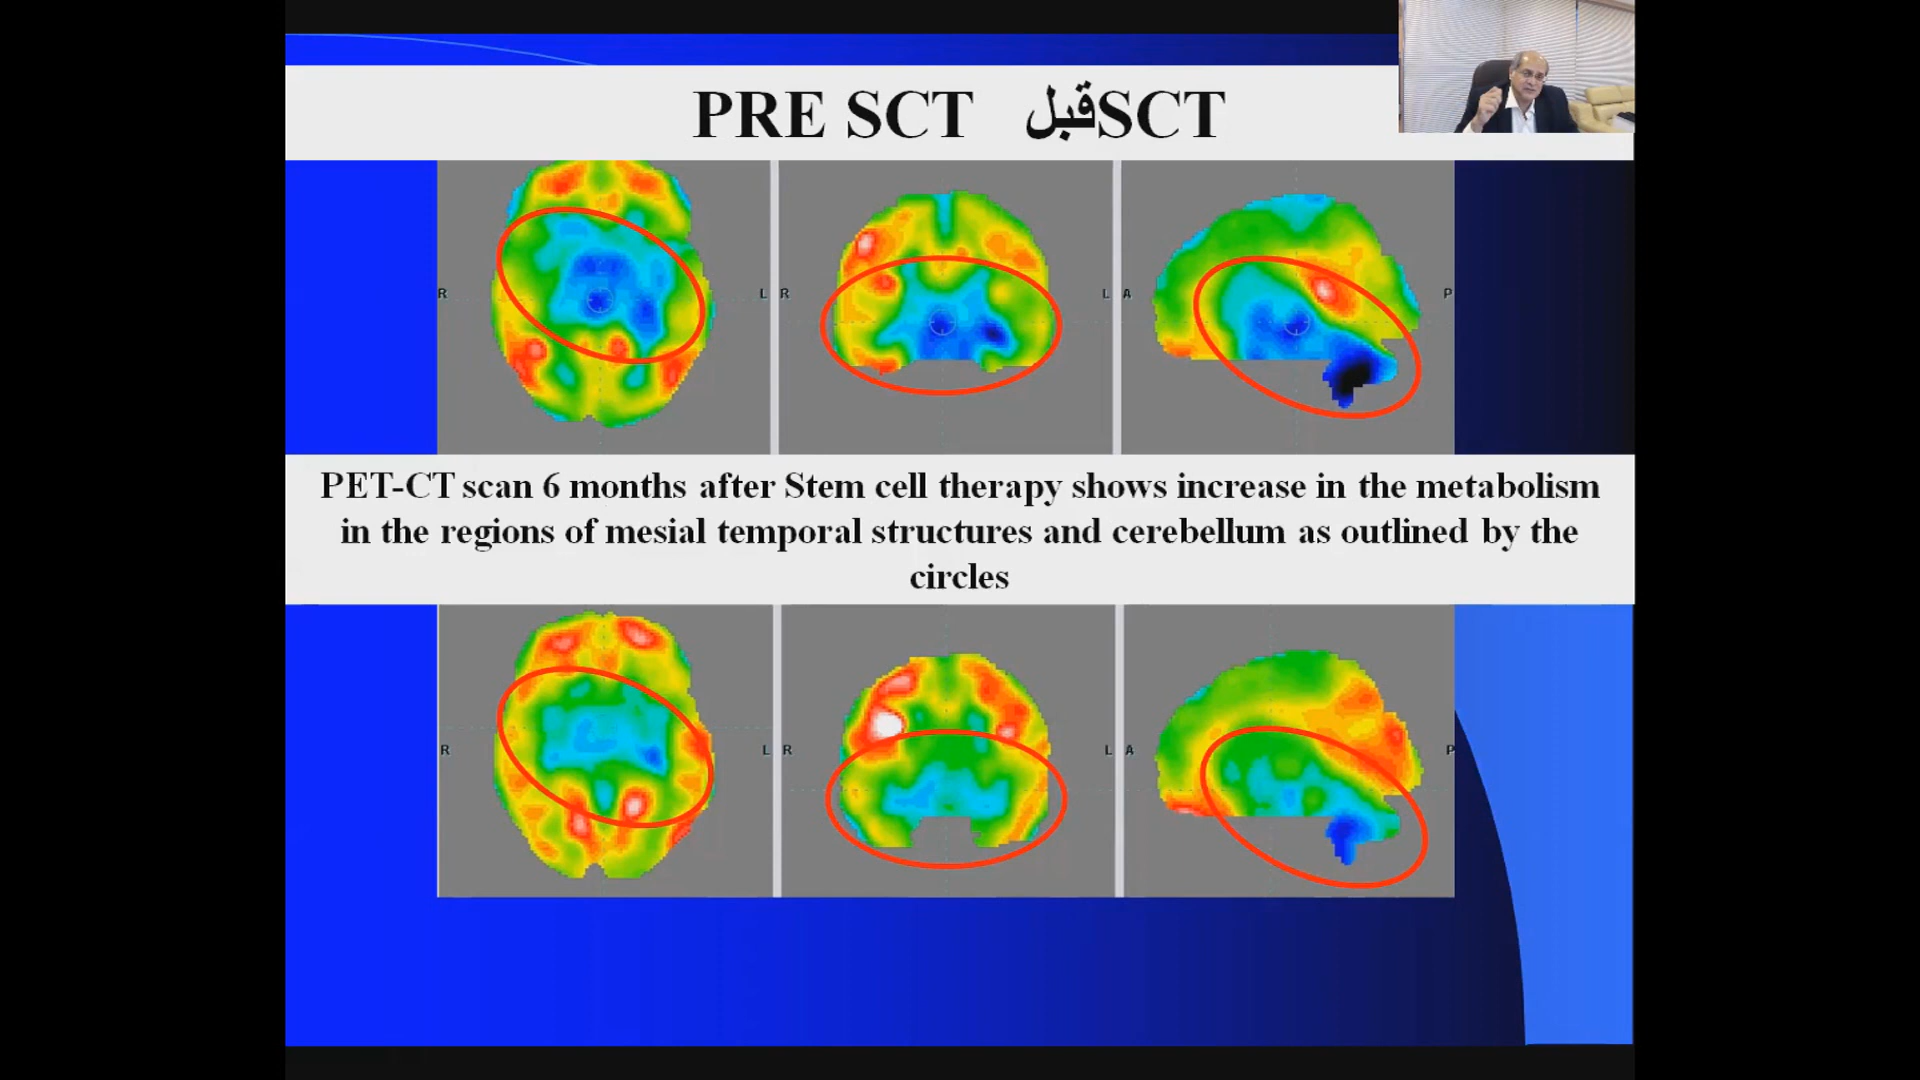 PRE SCT قبلSCT
R L R L A P
PET-CT scan 6 months after Stem cell therapy shows increase in the metabolism
in the regions of mesial temporal structures and cerebellum as outlined by the
circles
R L R L A P